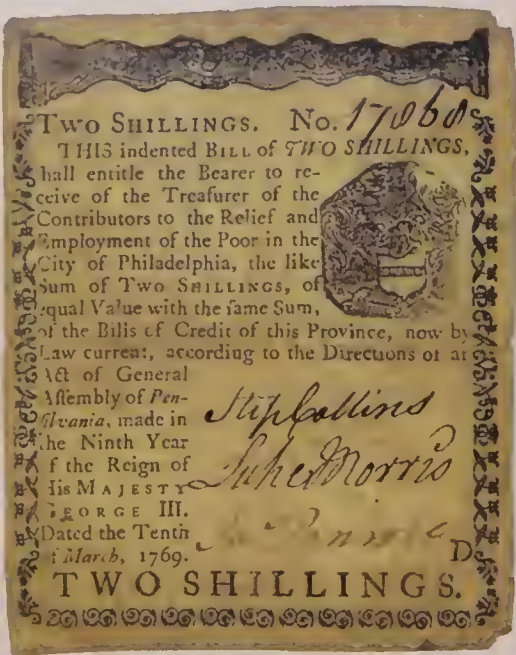 TWO SHILLINGS. No. 17868
THIS indented BILL of TWO SHILLINGS,
hall entitle the Bearer to re-
ceive of the Treaſurer of the
Contributors to the Relief and
Employment of the Poor in the
City of Philadelphia, the like
Sum of TWO SHILLINGS, of
equal Value with the ſame Sum,
of the Bills of Credit of this Province, now by
Law current, according to the Directions of an
Act of General
Aſſembly of Pen-
ſilvania, made in
the Ninth Year
of the Reign of
His MAJESTY
GEORGE III.
Dated the Tenth
of March, 1769.
Step Collins
Luke Morris
D
TWO SHILLINGS.